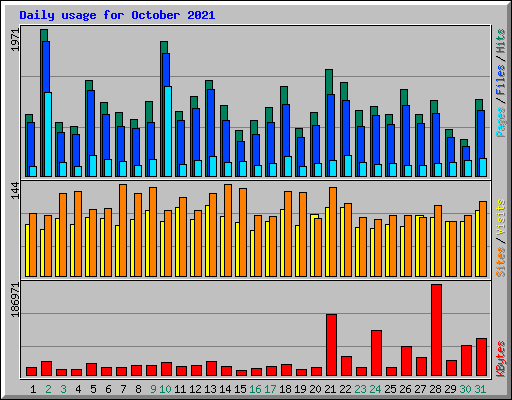 Daily usage for October 2021
1971
Pages / Files / Hits
144
Sites / Visits
186971
KBytes
1 2 3 4 5 6 7 8 9 10 11 12 13 14 15 16 17 18 19 20 21 22 23 24 25 26 27 28 29 30 31